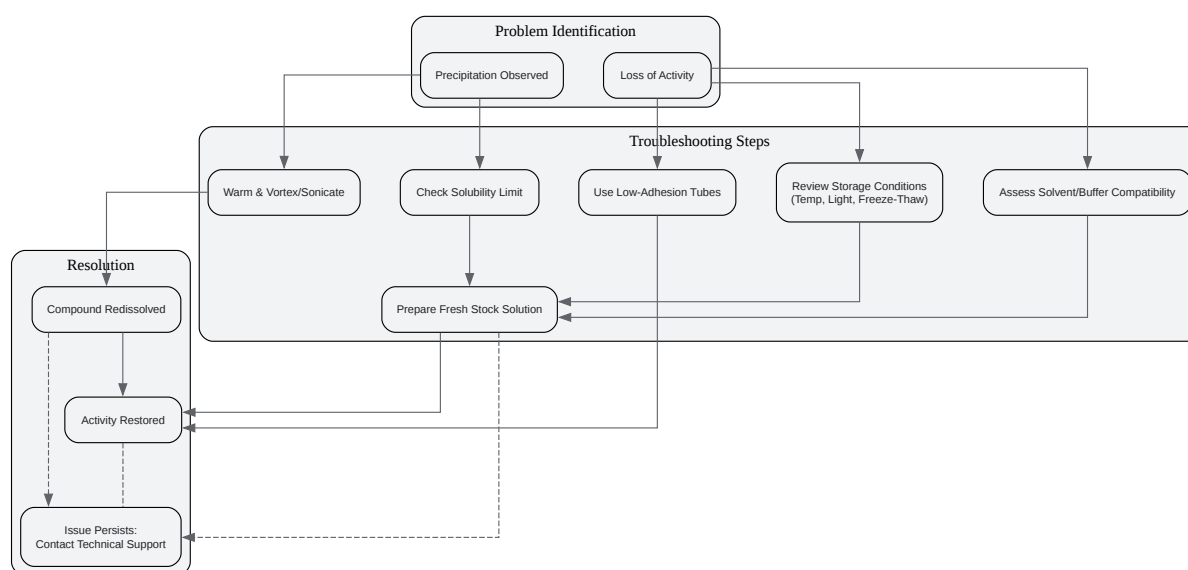 Problem Identification
Precipitation Observed
Loss of Activity
Troubleshooting Steps
Warm & Vortex/Sonicate
Check Solubility Limit
Use Low-Adhesion Tubes
Review Storage Conditions
(Temp, Light, Freeze-Thaw)
Assess Solvent/Buffer Compatibility
Resolution
Compound Redissolved
Prepare Fresh Stock Solution
Activity Restored
Issue Persists:
Contact Technical Support